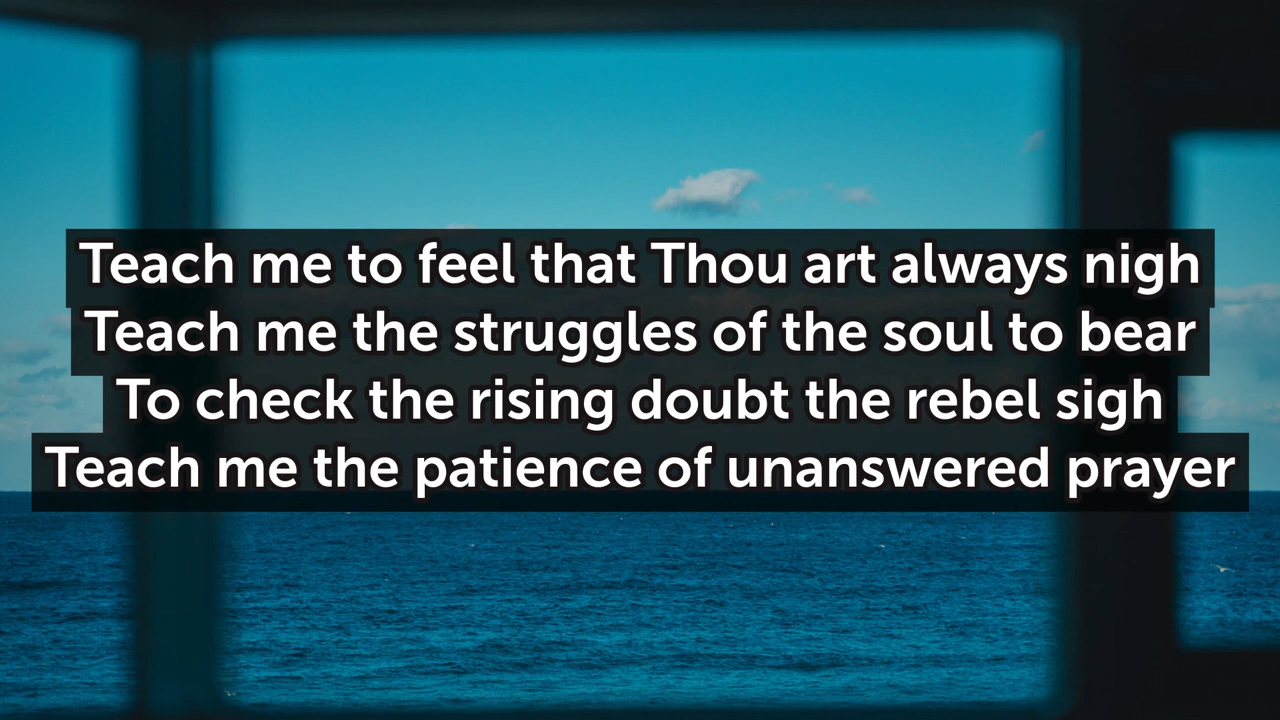 Teach me to feel that Thou art always nigh
Teach me the struggles of the soul to bear
To check the rising doubt the rebel sigh
Teach me the patience of unanswered prayer